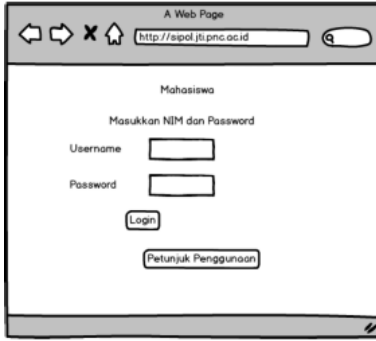 A Web Page
http://sipol.jti.pnc.ac.id
Mahasiswa
Masukkan NIM dan Password
Username
Password
Login
Petunjuk Penggunaan